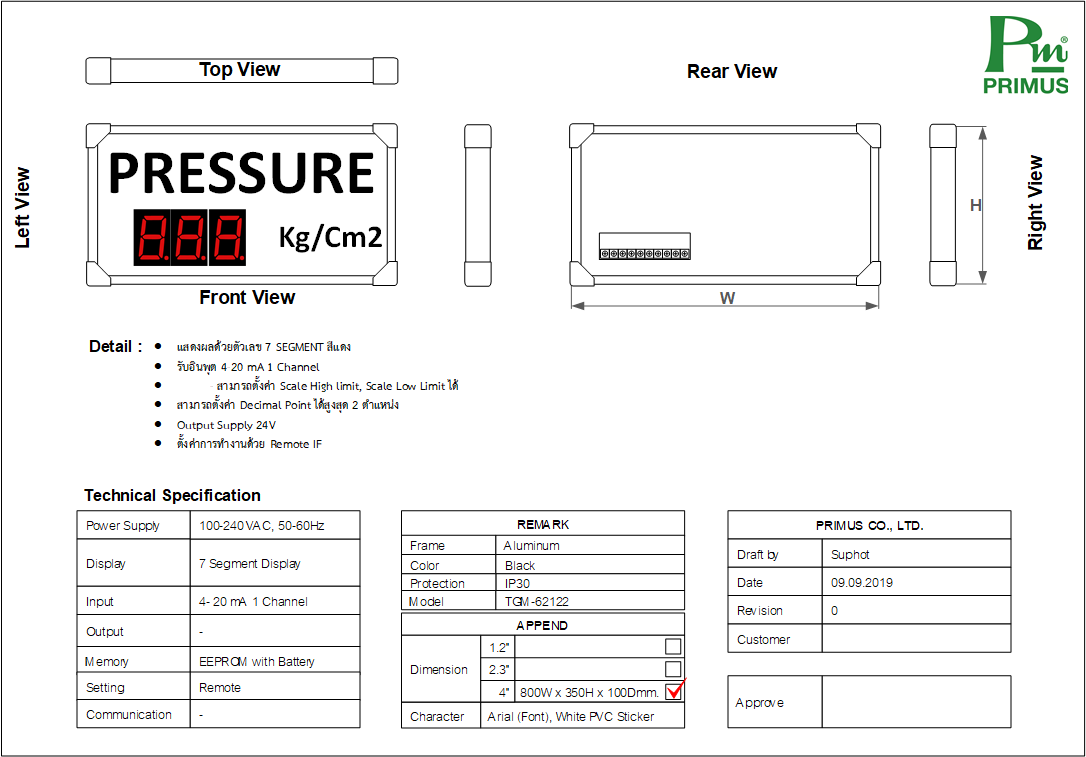 Pm®
PRIMUS
Top View
Rear View
Left View
PRESSURE
8.8.8.
Kg/Cm2
Front View
W
H
Right View
Detail :
● แสดงผลด้วยตัวเลข 7 SEGMENT สีแดง
● รับอินพุต 4-20 mA 1 Channel
● - สามารถตั้งค่า Scale High limit, Scale Low Limit ได้
● สามารถตั้งค่า Decimal Point ได้สูงสุด 2 ตำแหน่ง
● Output Supply 24V
● ตั้งค่าการทำงานด้วย Remote IF
Technical Specification
Power Supply 100-240 VAC, 50-60Hz
Display 7 Segment Display
Input 4- 20 mA 1 Channel
Output -
Memory EEPROM with Battery
Setting Remote
Communication -
REMARK
Frame Aluminum
Color Black
Protection IP30
Model TGM-62122
APPEND
Dimension
1.2"
2.3"
4" 800W x 350H x 100Dmm.
Character Arial (Font), White PVC Sticker
PRIMUS CO., LTD.
Draft by Suphot
Date 09.09.2019
Revision 0
Customer
Approve